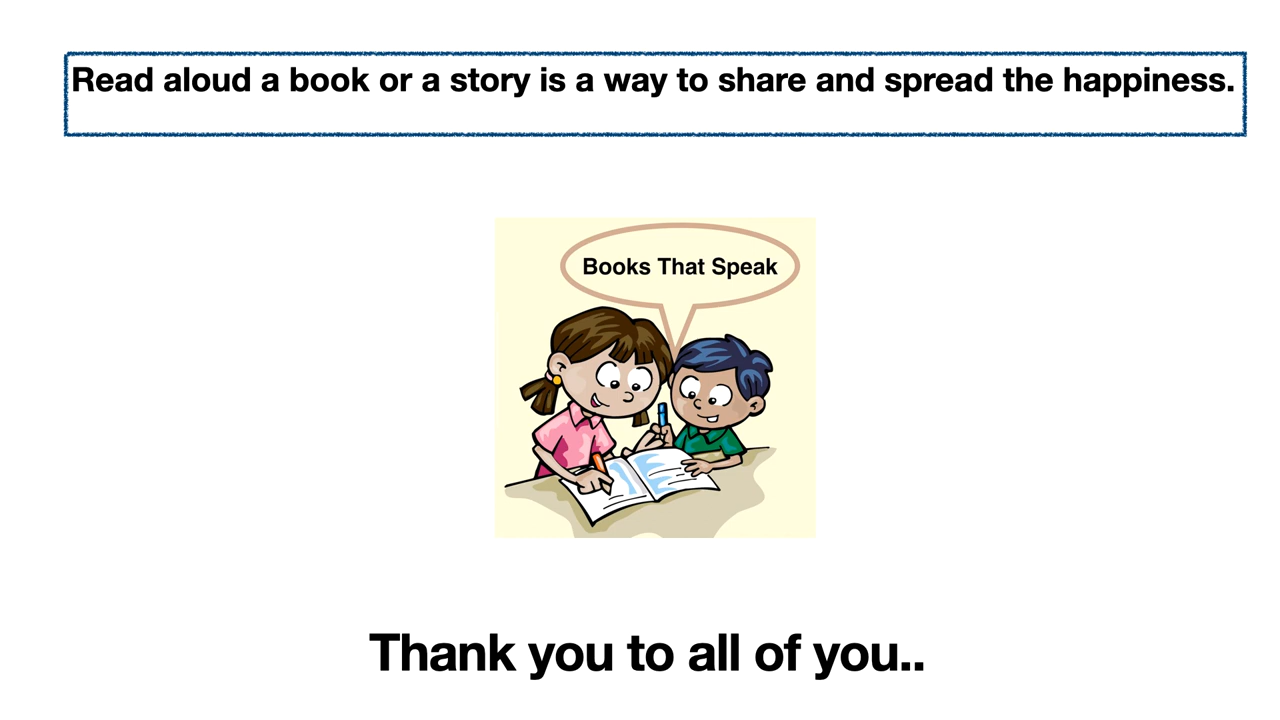 Read aloud a book or a story is a way to share and spread the happiness.
Books That Speak
Thank you to all of you..